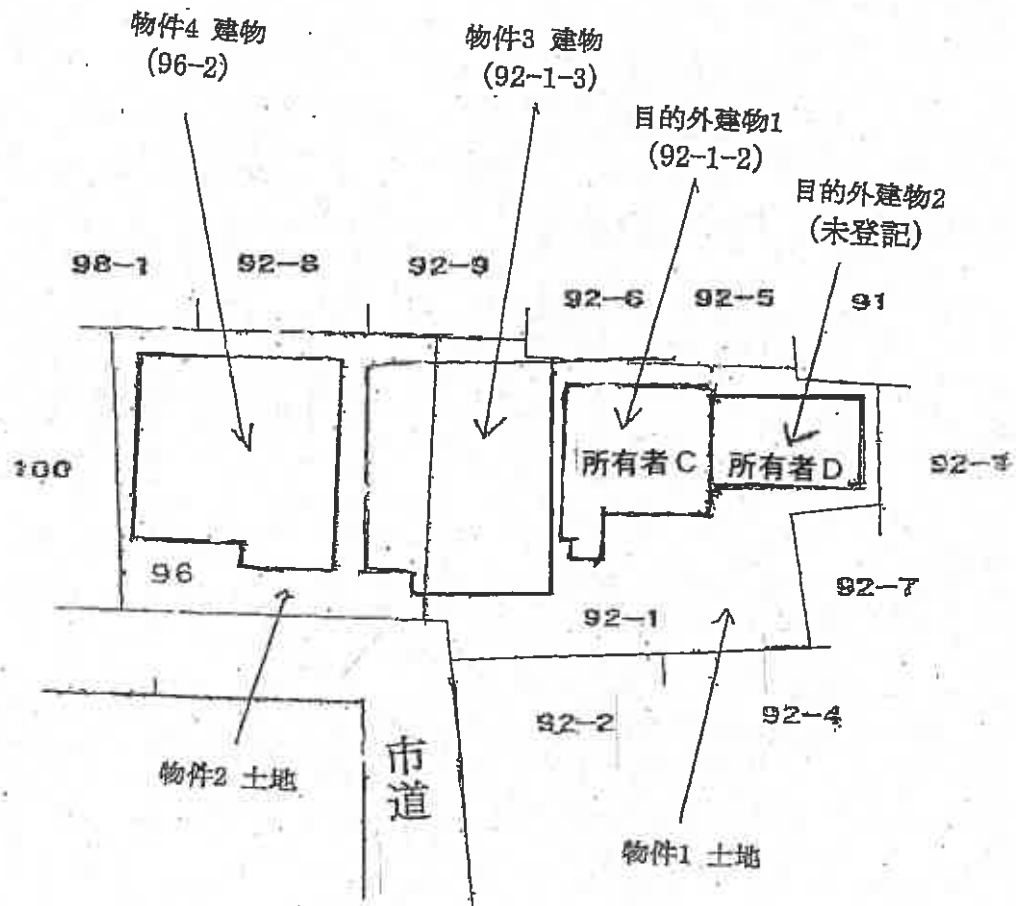 物件4 建物
(96-2)
物件3 建物
(92-1-3)
目的外建物1
(92-1-2)
目的外建物2
(未登記)
98-1
92-8
92-9
92-6
92-5
91
100
所有者C
所有者D
96
92-1
92-7
92-2
92-4
物件2 土地
市道
物件1 土地